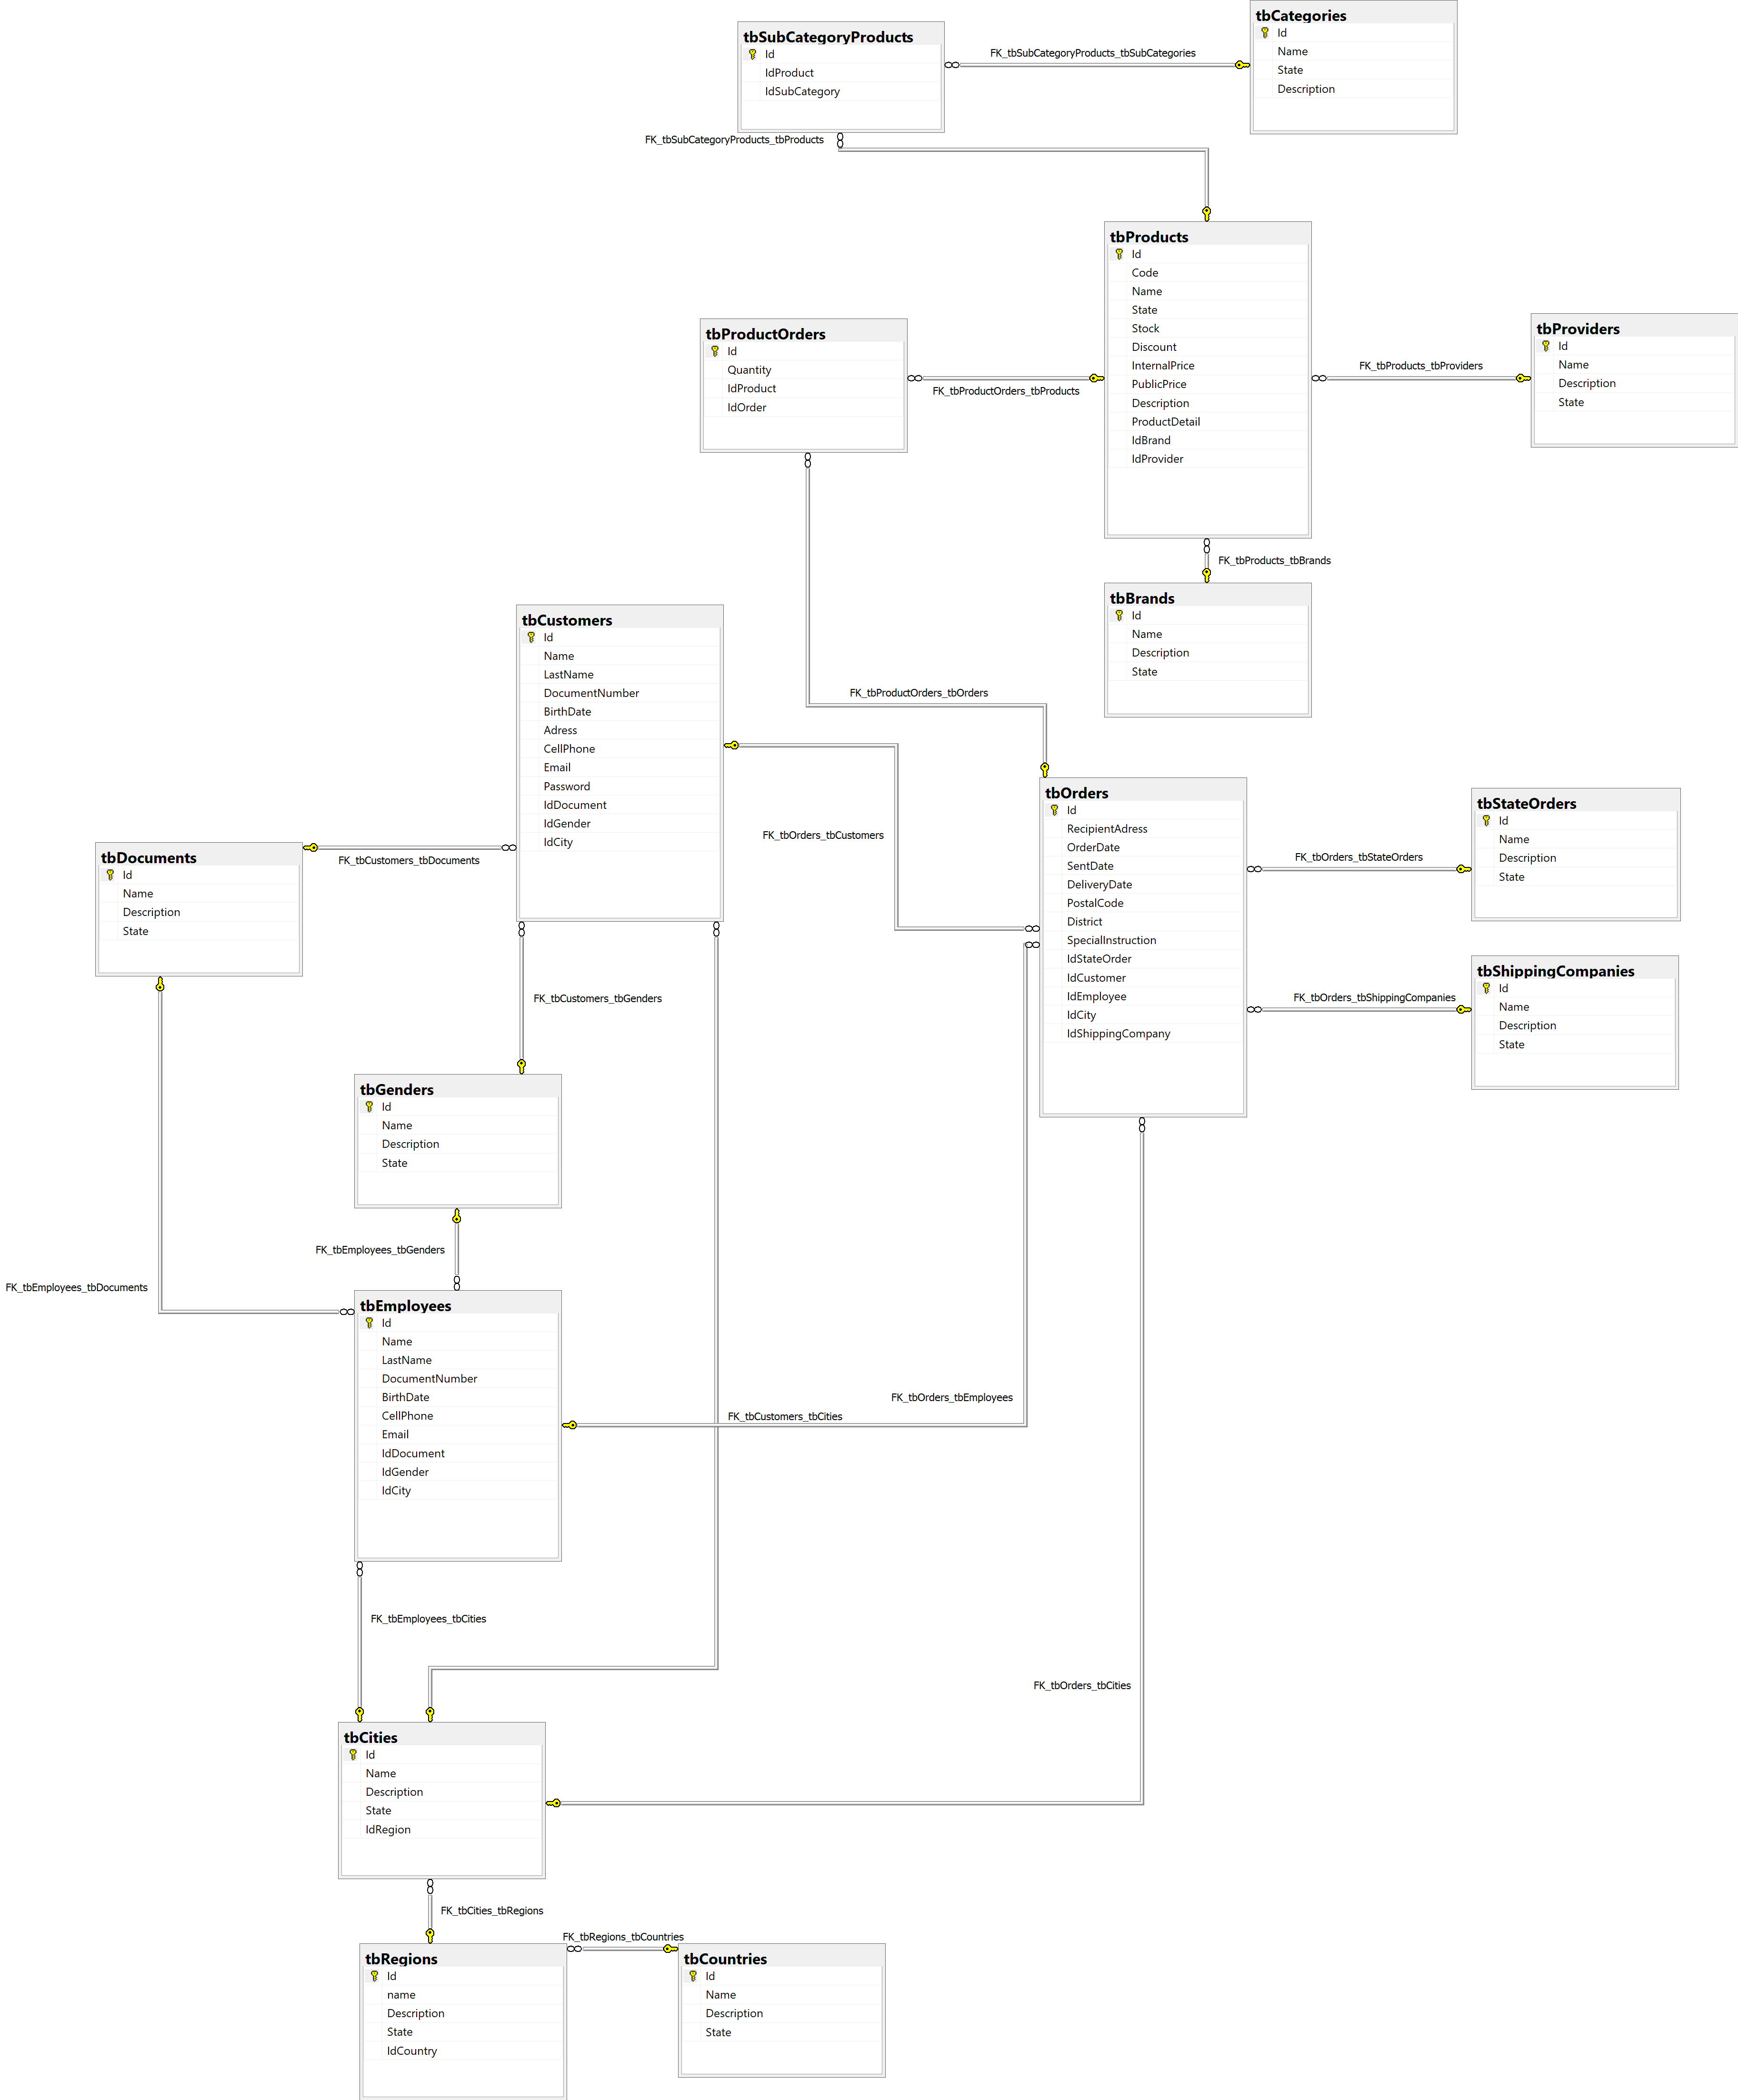 tbCategories
Id
Name
State
Description
tbSubCategoryProducts
Id
IdProduct
IdSubCategory
FK_tbSubCategoryProducts_tbSubCategories
FK_tbSubCategoryProducts_tbProducts
tbProducts
Id
Code
Name
State
Stock
Discount
InternalPrice
PublicPrice
Description
ProductDetail
IdBrand
IdProvider
tbProductOrders
Id
Quantity
IdProduct
IdOrder
FK_tbProductOrders_tbProducts
tbProviders
Id
Name
Description
State
FK_tbProducts_tbProviders
FK_tbProducts_tbBrands
tbBrands
Id
Name
Description
State
tbCustomers
Id
Name
LastName
DocumentNumber
BirthDate
Adress
CellPhone
Email
Password
IdDocument
IdGender
IdCity
FK_tbProductOrders_tbOrders
FK_tbOrders_tbCustomers
tbOrders
Id
RecipientAdress
OrderDate
SentDate
DeliveryDate
PostalCode
District
SpecialInstruction
IdStateOrder
IdCustomer
IdEmployee
IdCity
IdShippingCompany
tbStateOrders
Id
Name
Description
State
FK_tbOrders_tbStateOrders
tbShippingCompanies
Id
Name
Description
State
FK_tbOrders_tbShippingCompanies
tbDocuments
Id
Name
Description
State
FK_tbCustomers_tbDocuments
FK_tbCustomers_tbGenders
tbGenders
Id
Name
Description
State
FK_tbEmployees_tbGenders
FK_tbEmployees_tbDocuments
tbEmployees
Id
Name
LastName
DocumentNumber
BirthDate
CellPhone
Email
IdDocument
IdGender
IdCity
FK_tbOrders_tbEmployees
FK_tbCustomers_tbCities
FK_tbEmployees_tbCities
FK_tbOrders_tbCities
tbCities
Id
Name
Description
State
IdRegion
FK_tbCities_tbRegions
FK_tbRegions_tbCountries
tbRegions
Id
name
Description
State
IdCountry
tbCountries
Id
Name
Description
State